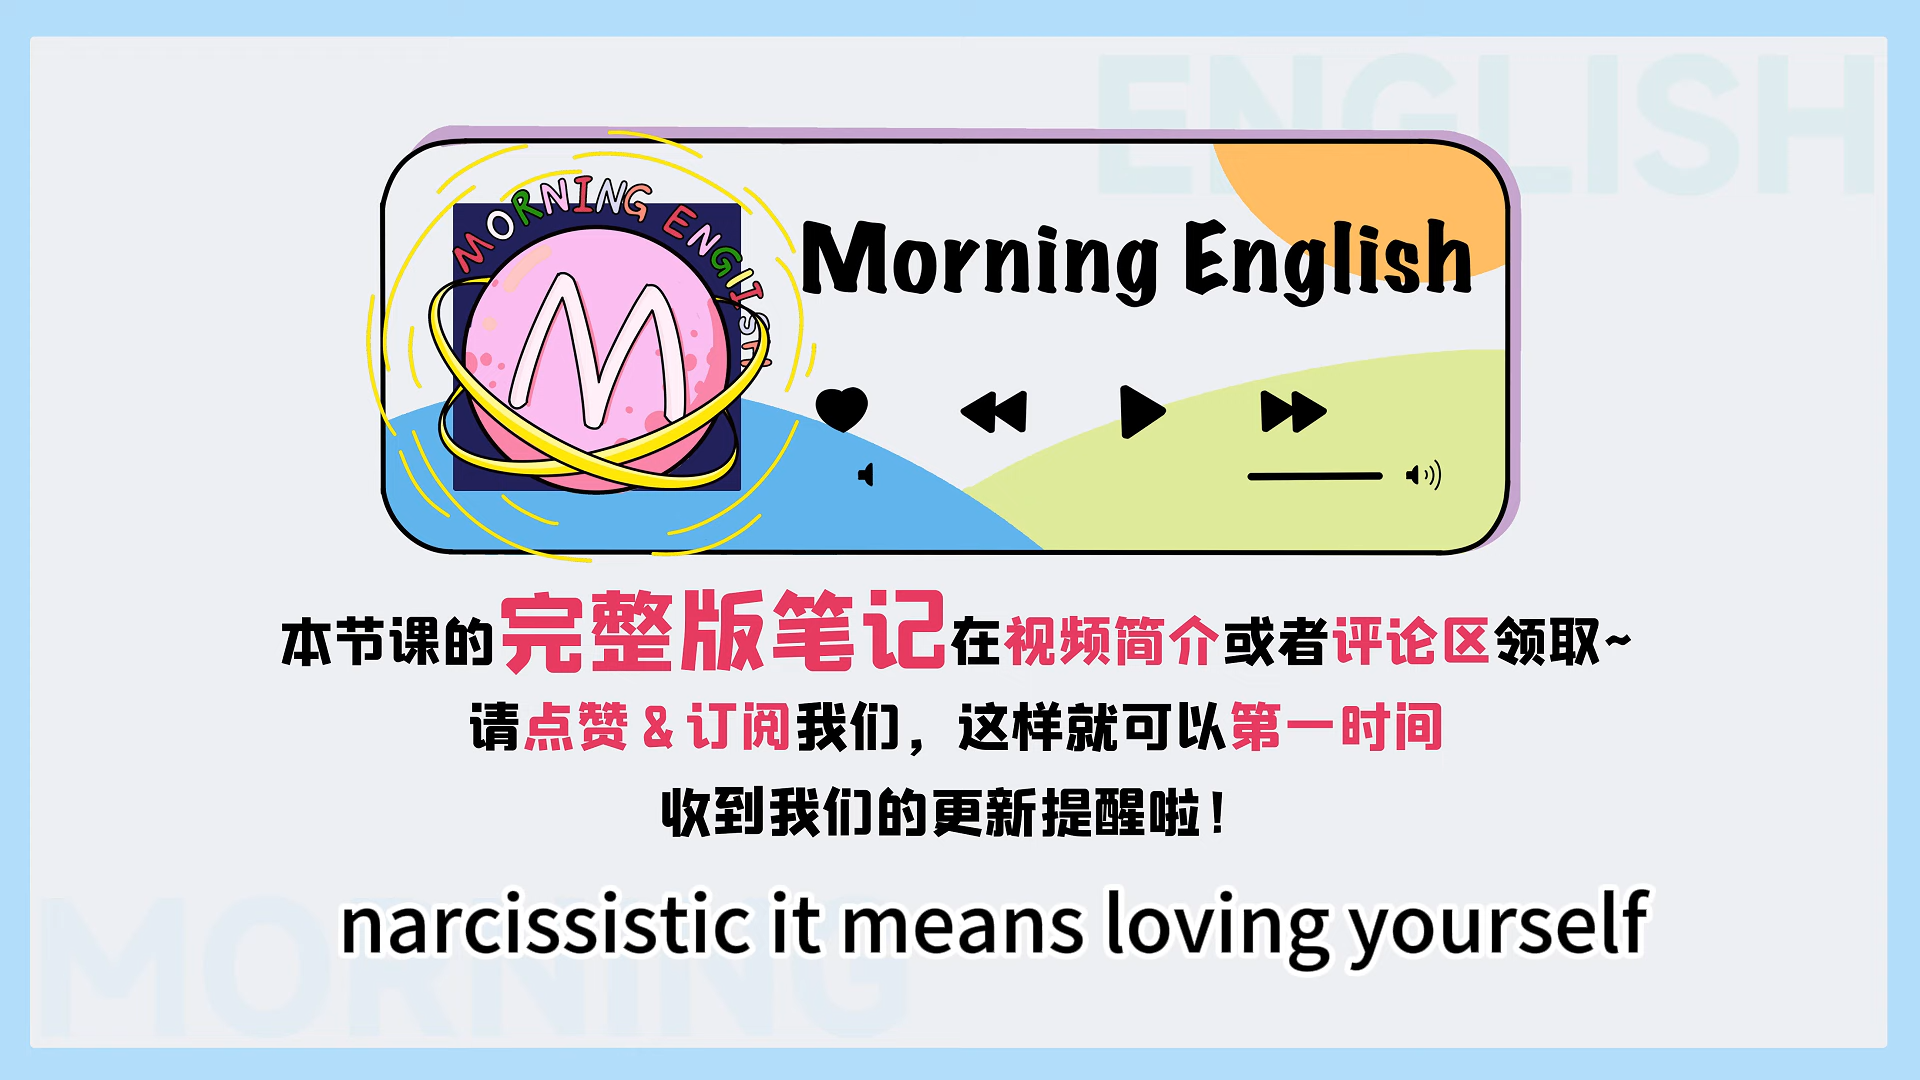 ENGLISH
MORNING ENGLISH
M
Morning English
本节课的完整版笔记在视频简介或者评论区领取~
请点赞&订阅我们，这样就可以第一时间
收到我们的更新提醒啦！
narcissistic it means loving yourself
MORNING